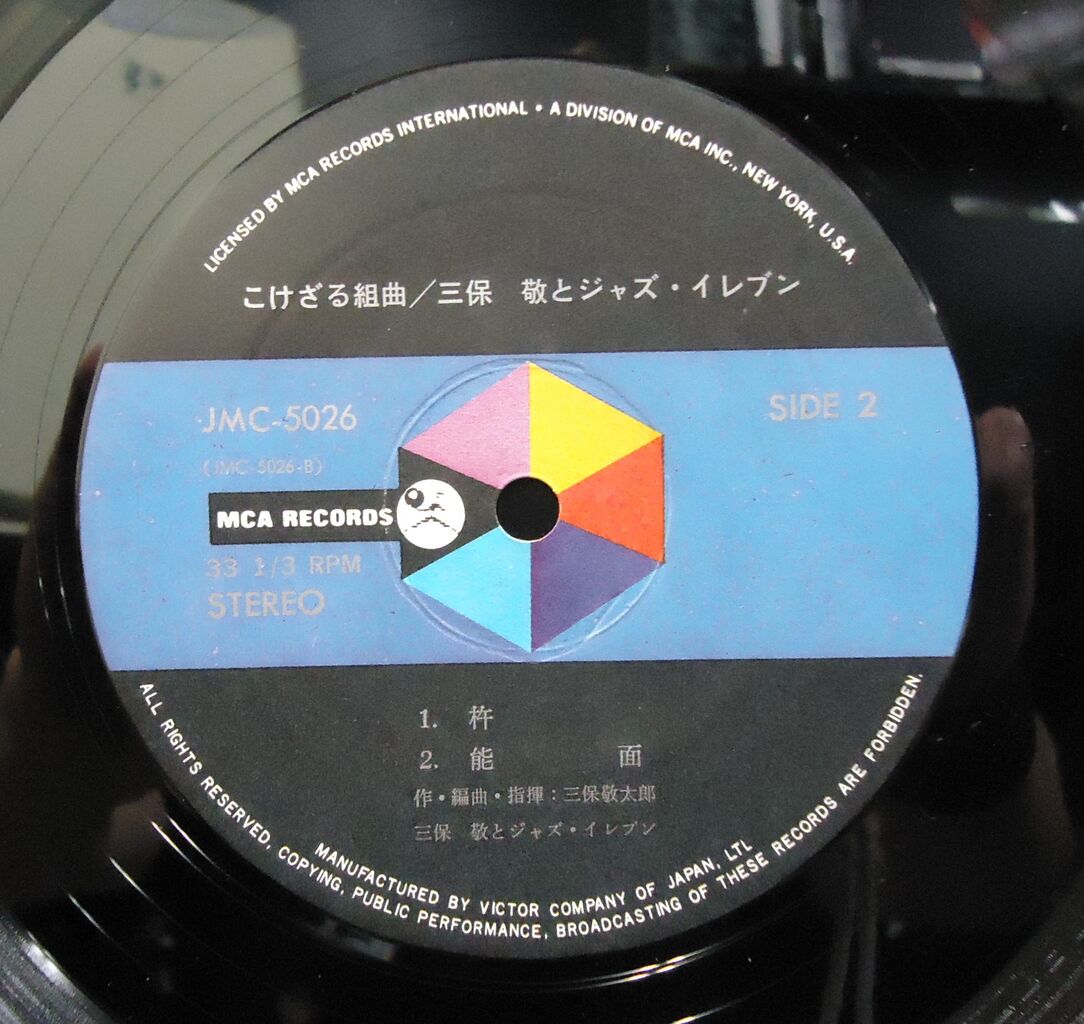 LICENSED BY MCA RECORDS INTERNATIONAL • A DIVISION OF MCA INC., NEW YORK, U.S.A.
こけざる組曲／三保 敬とジャズ・イレブン
JMC-5026
SIDE 2
(JMC-5026-B)
MCA RECORDS
33 1/3 RPM
STEREO
1. 杵
2. 能 面
作・編曲・指揮：三保敬太郎
三保 敬とジャズ・イレブン
MANUFACTURED BY VICTOR COMPANY OF JAPAN, LTL
ALL RIGHTS RESERVED, COPYING, PUBLIC PERFORMANCE, BROADCASTING OF THESE RECORDS ARE FORBIDDEN.